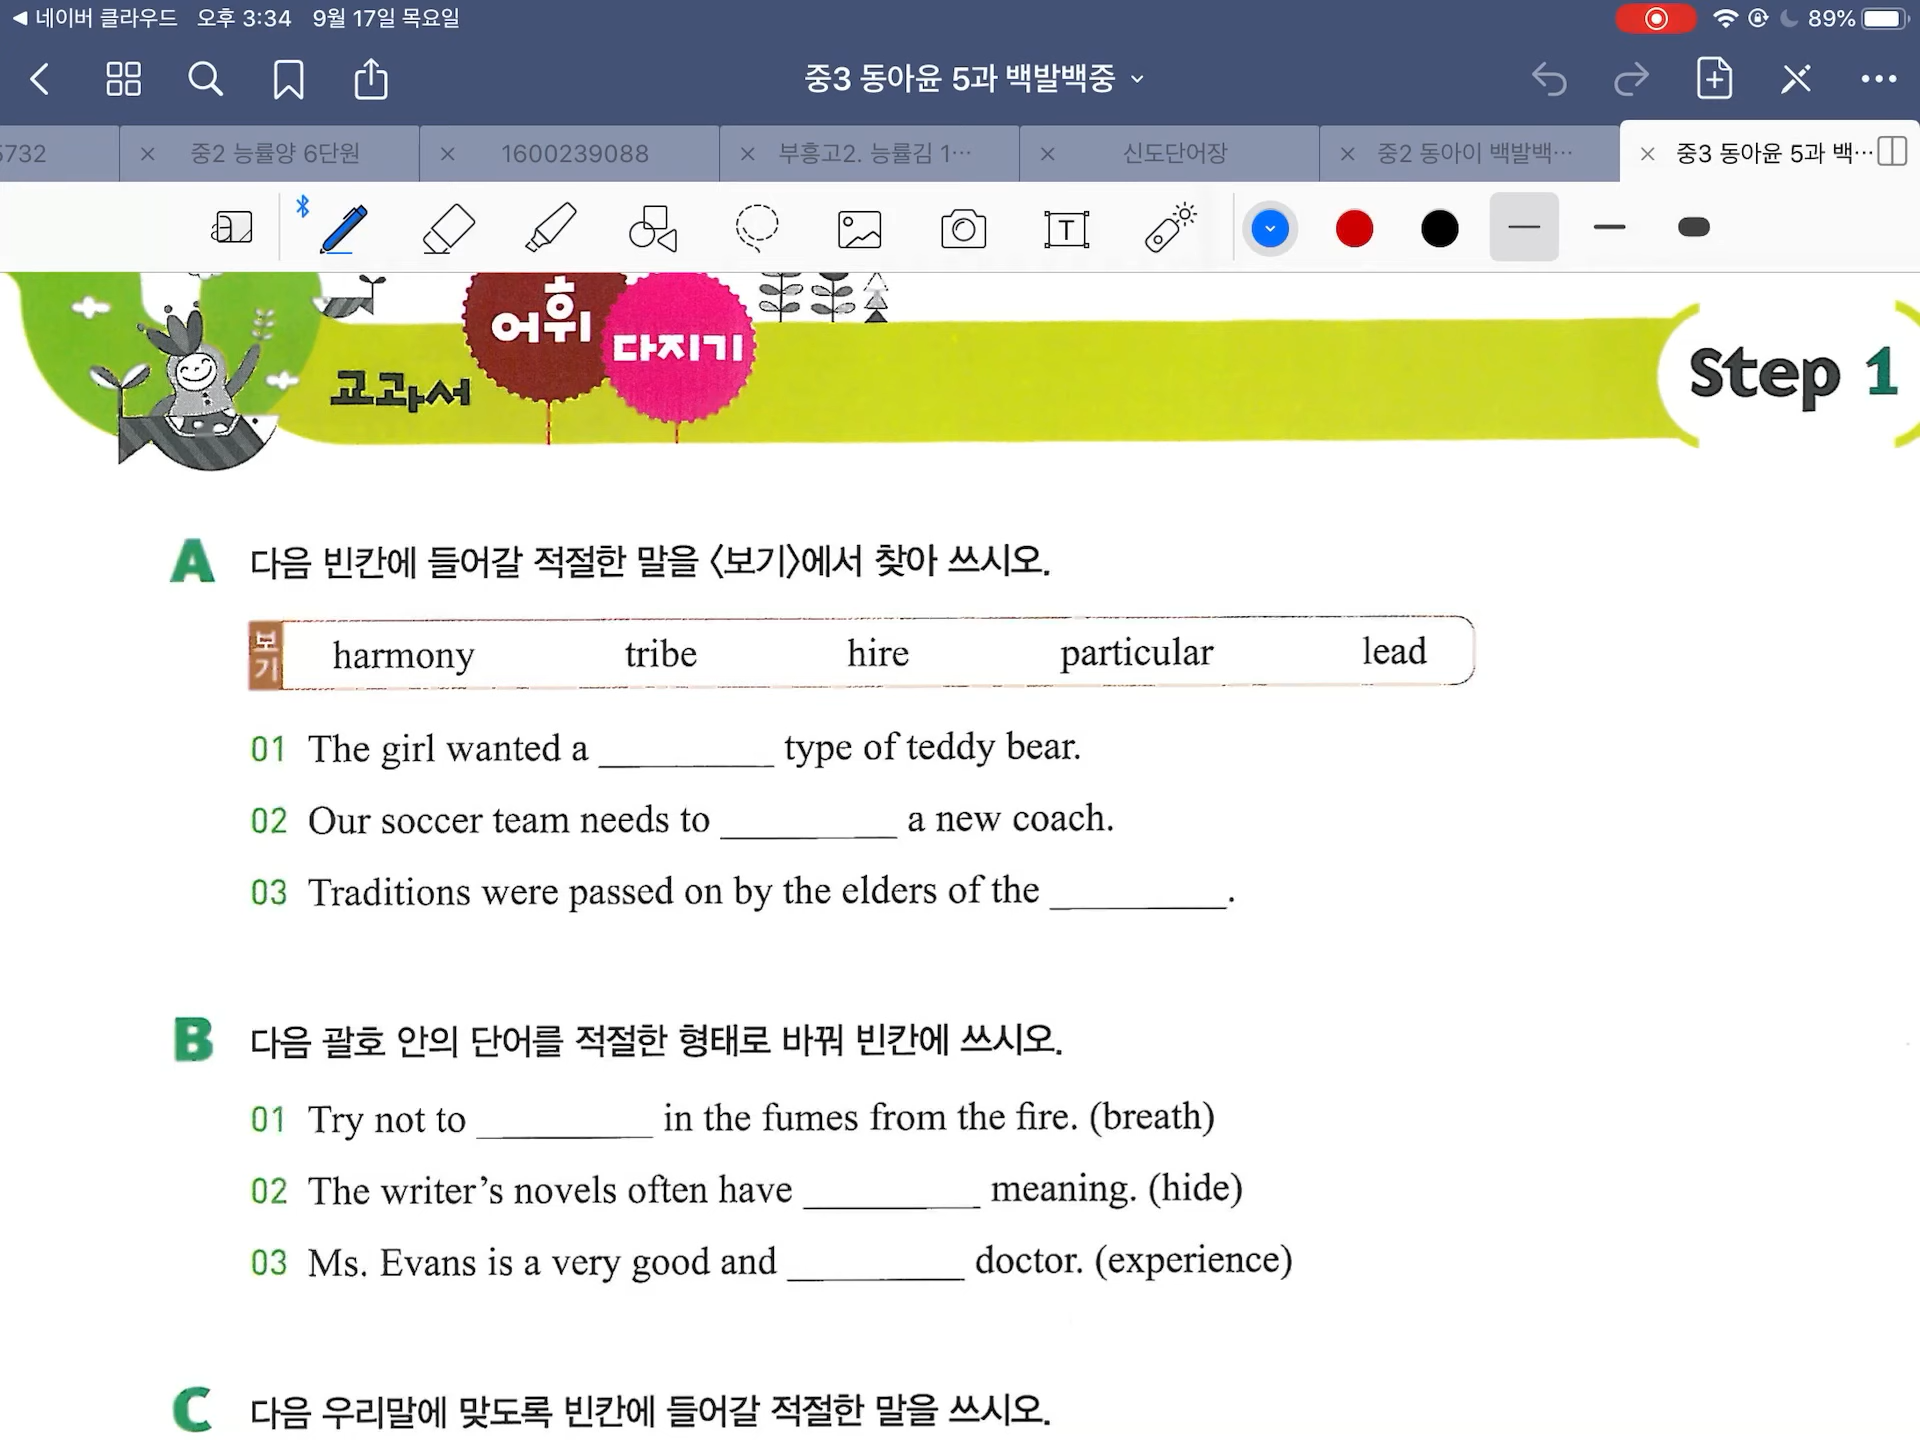 네이버 클라우드 오후 3:34 9월 17일 목요일 89%
중3 동아윤 5과 백발백중
5732 중2 능률양 6단원 1600239088 부흥고2. 능률김 1… 신도단어장 중2 동아이 백발백… 중3 동아윤 5과 백…
T
교과서 어휘 다지기 Step 1
A 다음 빈칸에 들어갈 적절한 말을 〈보기〉에서 찾아 쓰시오.
보기 harmony tribe hire particular lead
01 The girl wanted a __________ type of teddy bear.
02 Our soccer team needs to __________ a new coach.
03 Traditions were passed on by the elders of the __________.
B 다음 괄호 안의 단어를 적절한 형태로 바꿔 빈칸에 쓰시오.
01 Try not to __________ in the fumes from the fire. (breath)
02 The writer’s novels often have __________ meaning. (hide)
03 Ms. Evans is a very good and __________ doctor. (experience)
C 다음 우리말에 맞도록 빈칸에 들어갈 적절한 말을 쓰시오.